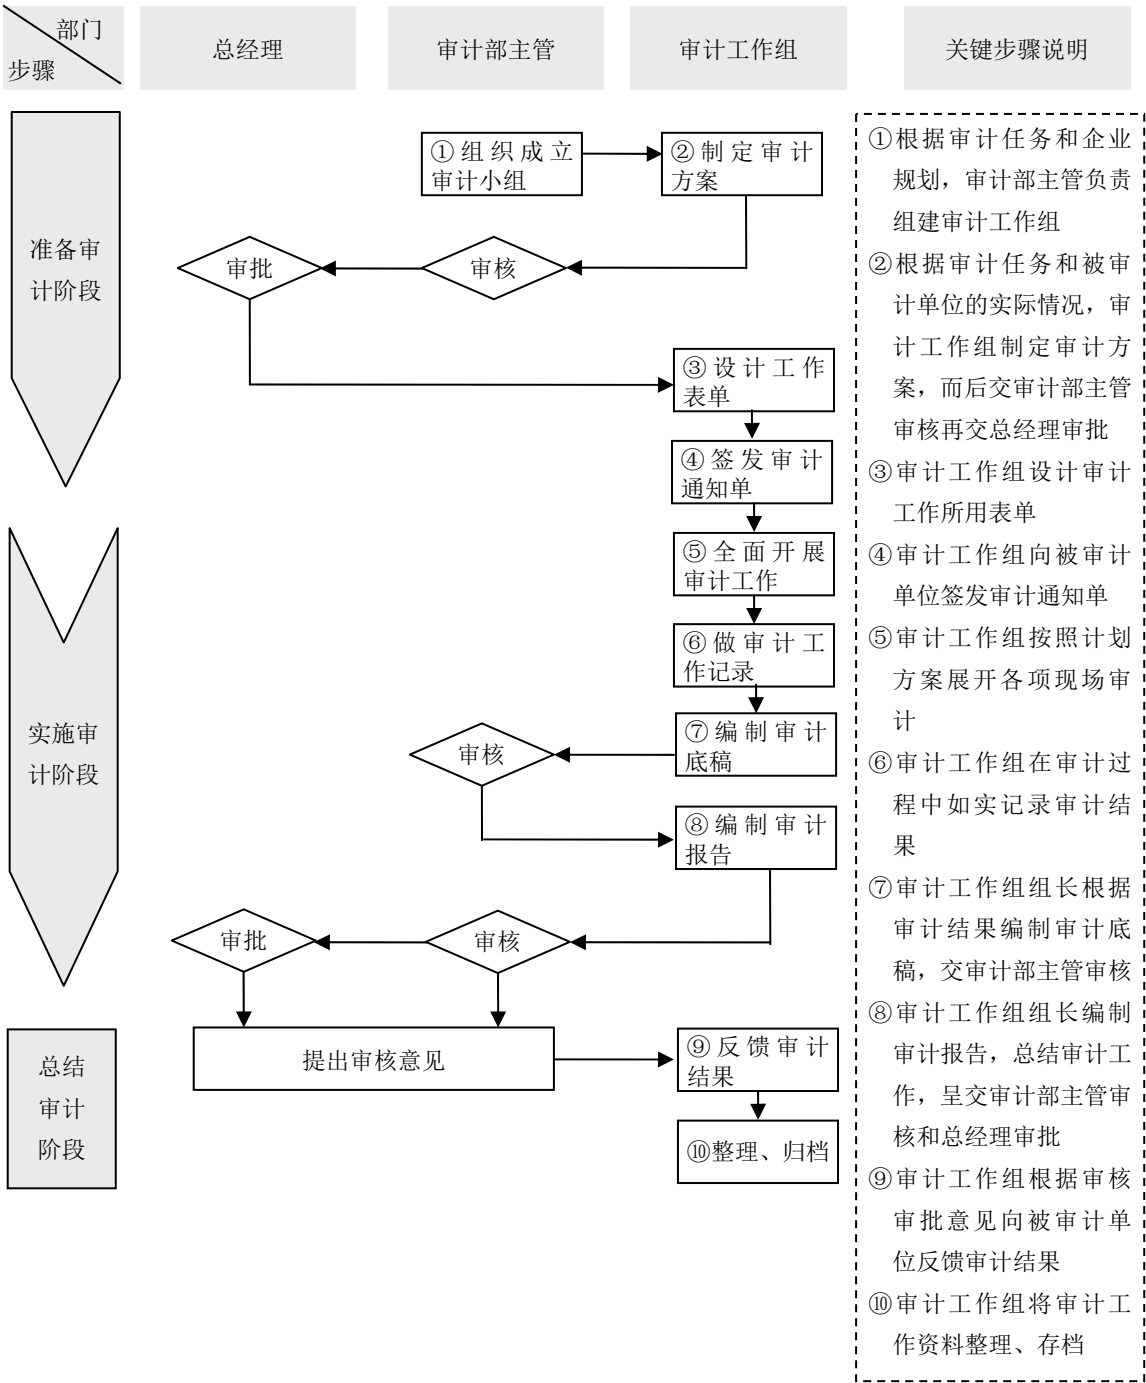 部门
步骤
总经理
审计部主管
审计工作组
关键步骤说明
准备审
计阶段
①组织成立
审计小组
②制定审计
方案
审批
审核
③设计工作
表单
④签发审计
通知单
⑤全面开展
审计工作
⑥做审计工
作记录
实施审
计阶段
审核
⑦编制审计
底稿
⑧编制审计
报告
审批
审核
总结
审计
阶段
提出审核意见
⑨反馈审计
结果
⑩整理、归档
①根据审计任务和企业
规划，审计部主管负责
组建审计工作组
②根据审计任务和被审
计单位的实际情况，审
计工作组制定审计方
案，而后交审计部主管
审核再交总经理审批
③审计工作组设计审计
工作所用表单
④审计工作组向被审计
单位签发审计通知单
⑤审计工作组按照计划
方案展开各项现场审
计
⑥审计工作组在审计过
程中如实记录审计结
果
⑦审计工作组组长根据
审计结果编制审计底
稿，交审计部主管审核
⑧审计工作组组长编制
审计报告，总结审计工
作，呈交审计部主管审
核和总经理审批
⑨审计工作组根据审核
审批意见向被审计单
位反馈审计结果
⑩审计工作组将审计工
作资料整理、存档